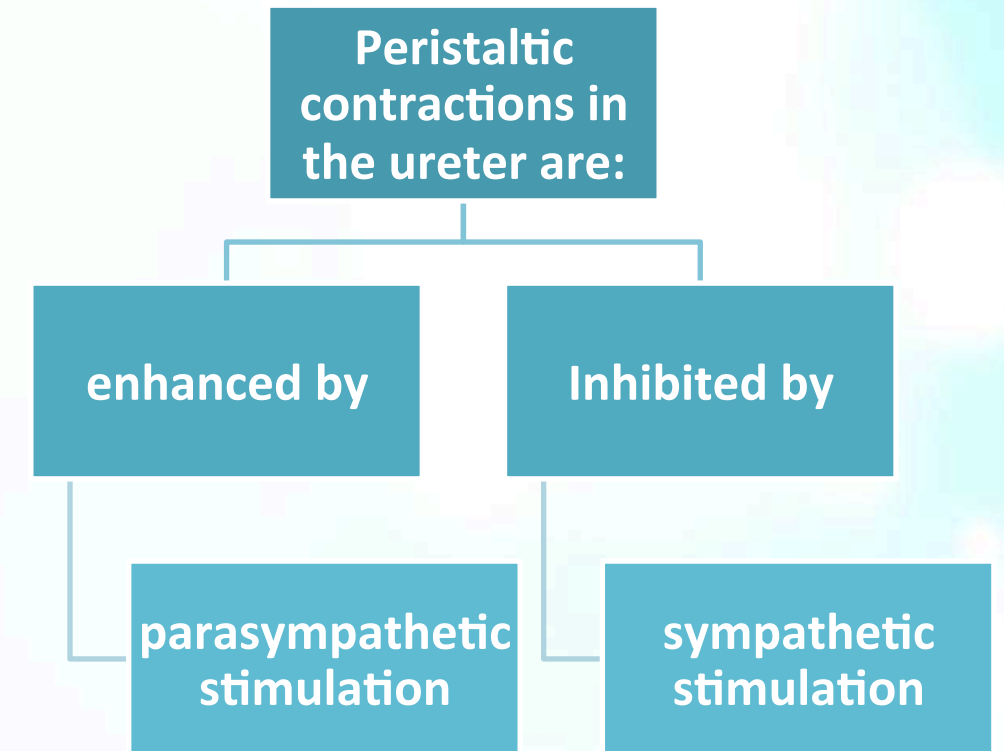 Peristaltic
contractions in
the ureter are:
enhanced by
Inhibited by
parasympathetic
stimulation
sympathetic
stimulation